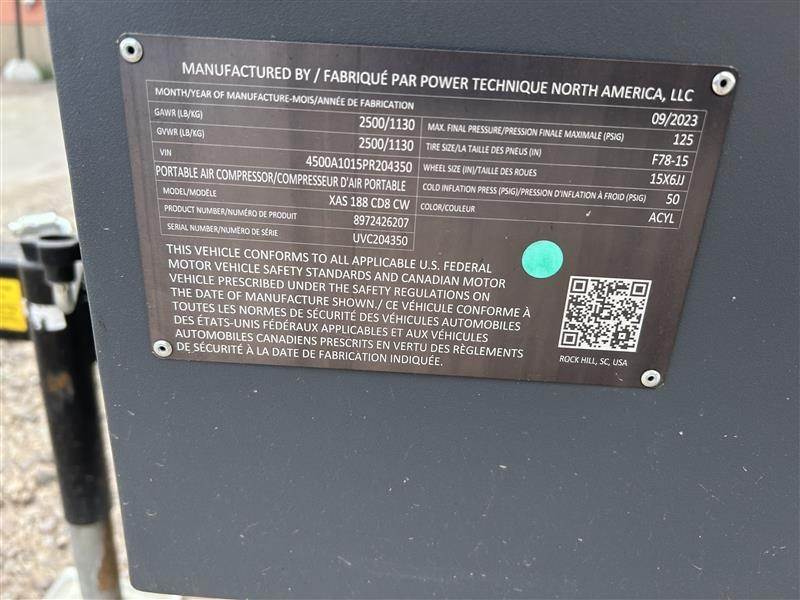 MANUFACTURED BY / FABRIQUÉ PAR POWER TECHNIQUE NORTH AMERICA, LLC
MONTH/YEAR OF MANUFACTURE-MOIS/ANNÉE DE FABRICATION 09/2023
GAWR (LB/KG) 2500/1130
GVWR (LB/KG) 2500/1130
VIN 4500A1015PR204350
PORTABLE AIR COMPRESSOR/COMPRESSEUR D'AIR PORTABLE
MODEL/MODÈLE XAS 188 CD8 CW
PRODUCT NUMBER/NUMÉRO DE PRODUIT 8972426207
SERIAL NUMBER/NUMÉRO DE SÉRIE UVC204350
MAX. FINAL PRESSURE/PRESSION FINALE MAXIMALE (PSIG) 125
TIRE SIZE/LA TAILLE DES PNEUS (IN) F78-15
WHEEL SIZE (IN)/TAILLE DES ROUES 15X6JJ
COLD INFLATION PRESS (PSIG)/PRESSION D'INFLATION À FROID (PSIG) 50
COLOR/COULEUR ACYL
THIS VEHICLE CONFORMS TO ALL APPLICABLE U.S. FEDERAL
MOTOR VEHICLE SAFETY STANDARDS AND CANADIAN MOTOR
VEHICLE PRESCRIBED UNDER THE SAFETY REGULATIONS ON
THE DATE OF MANUFACTURE SHOWN./ CE VÉHICULE CONFORME À
TOUTES LES NORMES DE SÉCURITÉ DES VÉHICULES AUTOMOBILES
DES ÉTATS-UNIS FÉDÉRAUX APPLICABLES ET AUX VÉHICULES
AUTOMOBILES CANADIENS PRESCRITS EN VERTU DES RÈGLEMENTS
DE SÉCURITÉ À LA DATE DE FABRICATION INDIQUÉE.
ROCK HILL, SC, USA